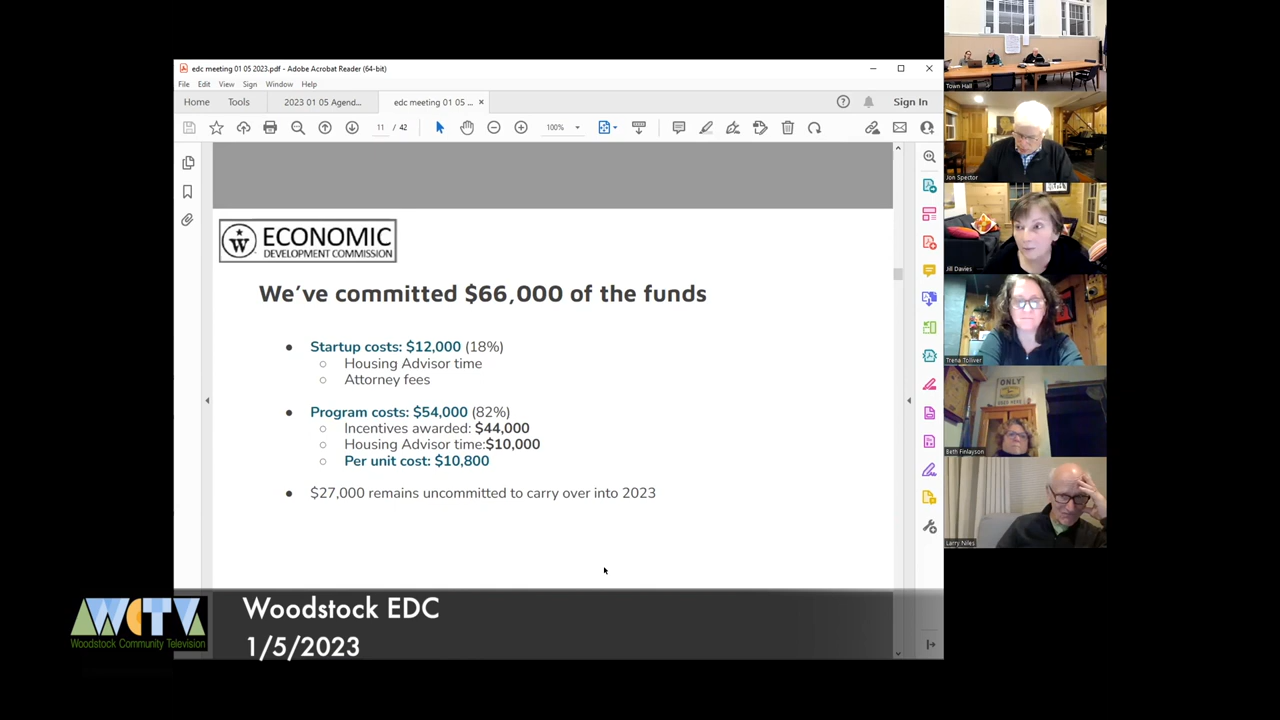 edc meeting 01 05 2023.pdf - Adobe Acrobat Reader (64-bit)
File Edit View Sign Window Help
Home Tools 2023 01 05 Agend... edc meeting 01 05 ... × Sign In
11 / 42 100%
W ECONOMIC
DEVELOPMENT COMMISSION
We’ve committed $66,000 of the funds
● Startup costs: $12,000 (18%)
○ Housing Advisor time
○ Attorney fees
● Program costs: $54,000 (82%)
○ Incentives awarded: $44,000
○ Housing Advisor time:$10,000
○ Per unit cost: $10,800
● $27,000 remains uncommitted to carry over into 2023
Town Hall
Jon Spector
Jill Davies
Trena Tolliver
ONLY
Beth Finlayson
Larry Niles
WCTV
Woodstock Community Television
Woodstock EDC
1/5/2023